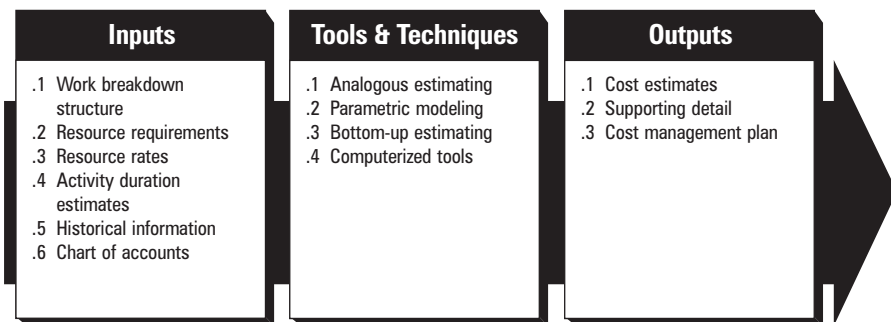 Inputs
.1 Work breakdown
structure
.2 Resource requirements
.3 Resource rates
.4 Activity duration
estimates
.5 Historical information
.6 Chart of accounts
Tools & Techniques
.1 Analogous estimating
.2 Parametric modeling
.3 Bottom-up estimating
.4 Computerized tools
Outputs
.1 Cost estimates
.2 Supporting detail
.3 Cost management plan